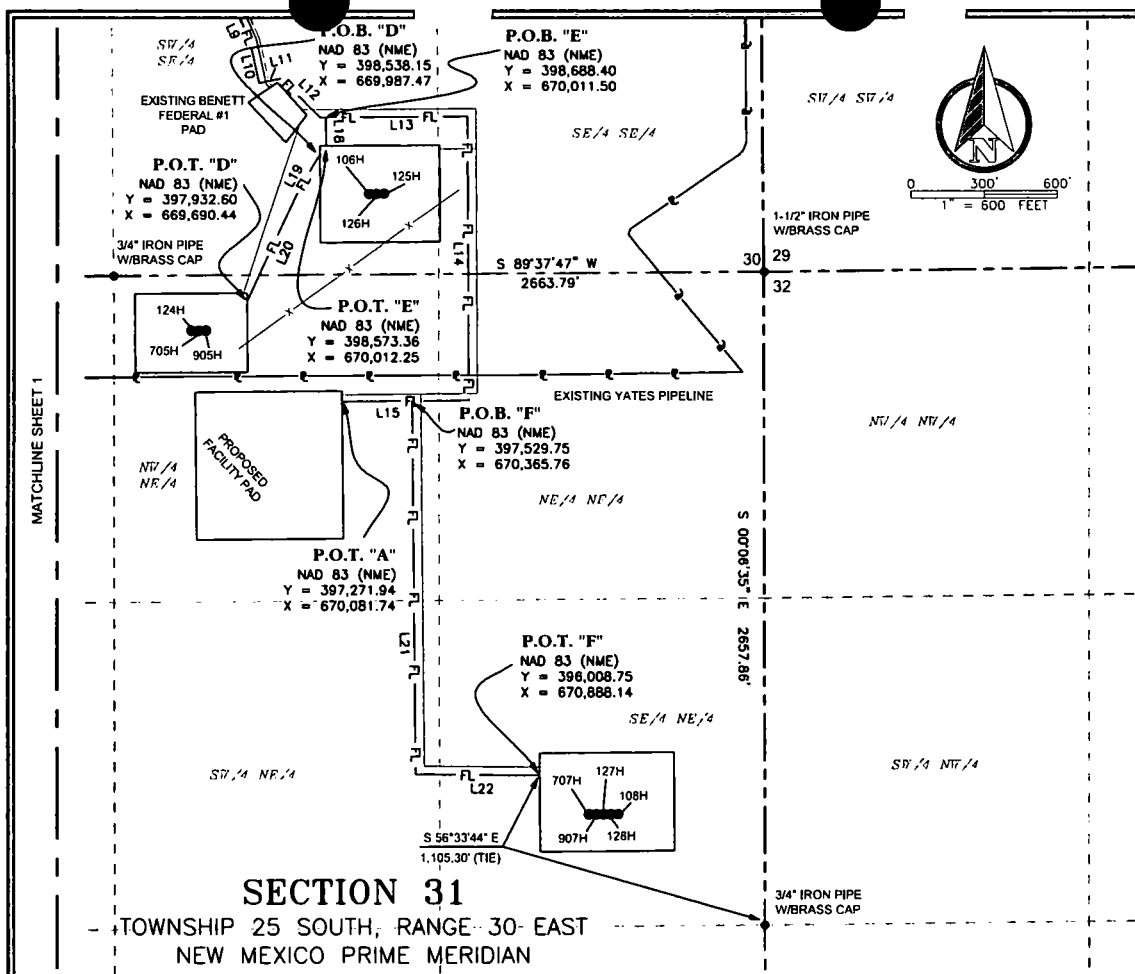 SW/4
SE/4
L9
FL
L10
L11
FL
L12
P.O.B. "D"
NAD 83 (NME)
Y = 398,538.15
X = 669,987.47
P.O.B. "E"
NAD 83 (NME)
Y = 398,688.40
X = 670,011.50
SW/4 SW/4
EXISTING BENETT
FEDERAL #1
PAD
L18
FL
L13
FL
SE/4 SE/4
N
0 300' 600'
1" = 600 FEET
P.O.T. "D"
NAD 83 (NME)
Y = 397,932.60
X = 669,690.44
L19
FL
106H
125H
126H
FL
L20
L14
3/4" IRON PIPE
W/BRASS CAP
1-1/2" IRON PIPE
W/BRASS CAP
S 89°37'47" W
2663.79'
30 29
32
124H
705H
905H
P.O.T. "E"
NAD 83 (NME)
Y = 398,573.36
X = 670,012.25
EXISTING YATES PIPELINE
FL
L15
P.O.B. "F"
NAD 83 (NME)
Y = 397,529.75
X = 670,365.76
MATCHLINE SHEET 1
PROPOSED
FACILITY PAD
NW/4
NE/4
NW/4 NW/4
NE/4 NE/4
S 00°06'35" E 2657.86'
P.O.T. "A"
NAD 83 (NME)
Y = 397,271.94
X = 670,081.74
L21
P.O.T. "F"
NAD 83 (NME)
Y = 396,008.75
X = 670,888.14
SE/4 NE/4
SW/4 NE/4
SW/4 NW/4
FL
L22
707H
127H
108H
907H
128H
S 56°33'44" E
1,105.30' (TIE)
SECTION 31
TOWNSHIP 25 SOUTH, RANGE 30 EAST
NEW MEXICO PRIME MERIDIAN
3/4" IRON PIPE
W/BRASS CAP